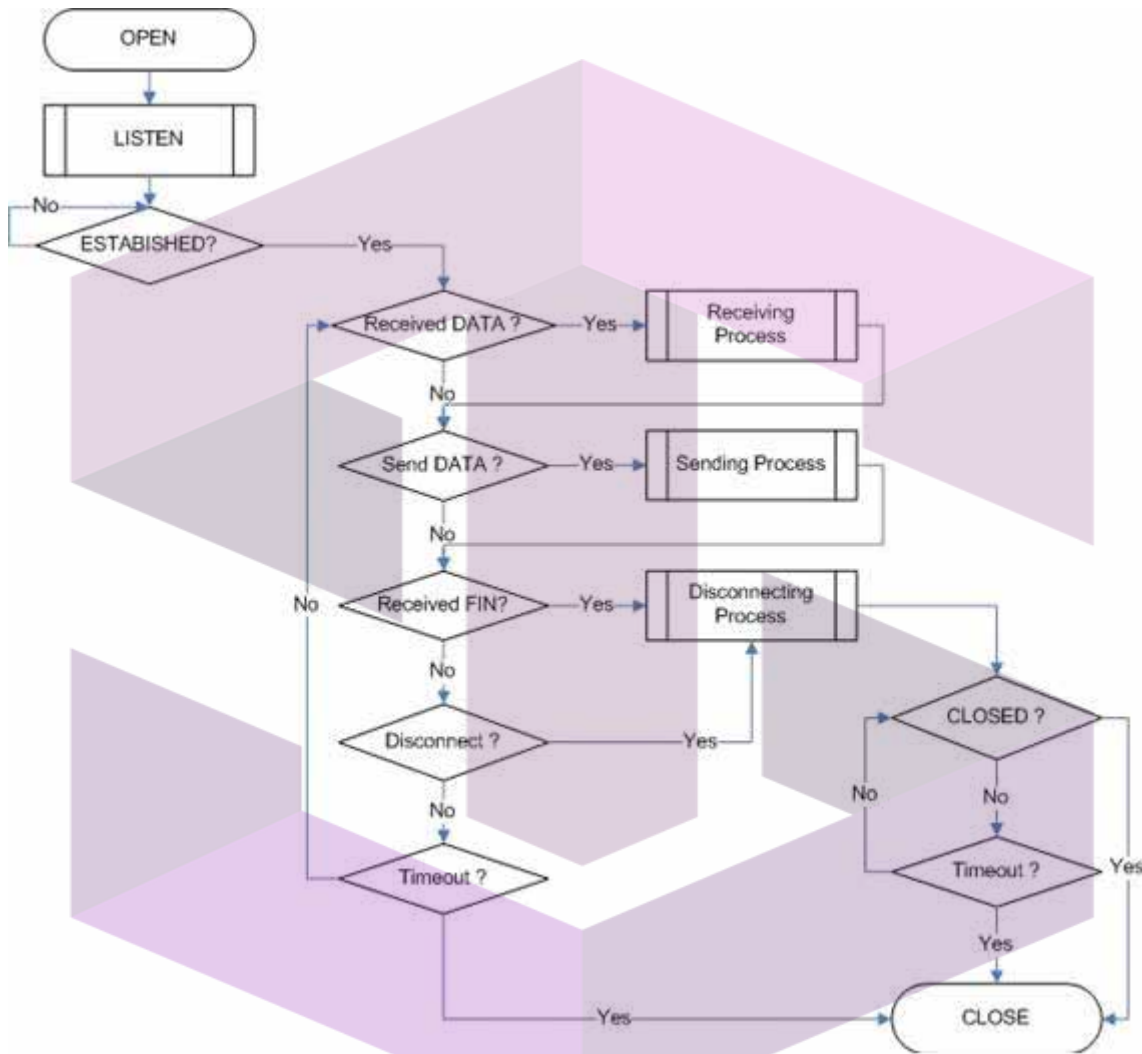 OPEN
LISTEN
No
ESTABISHED?
Yes
Received DATA ?
Yes
Receiving
Process
No
Send DATA ?
Yes
Sending Process
No
Received FIN?
Yes
Disconnecting
Process
No
No
Disconnect ?
Yes
CLOSED ?
No
No
No
Timeout ?
Timeout ?
Yes
Yes
Yes
CLOSE